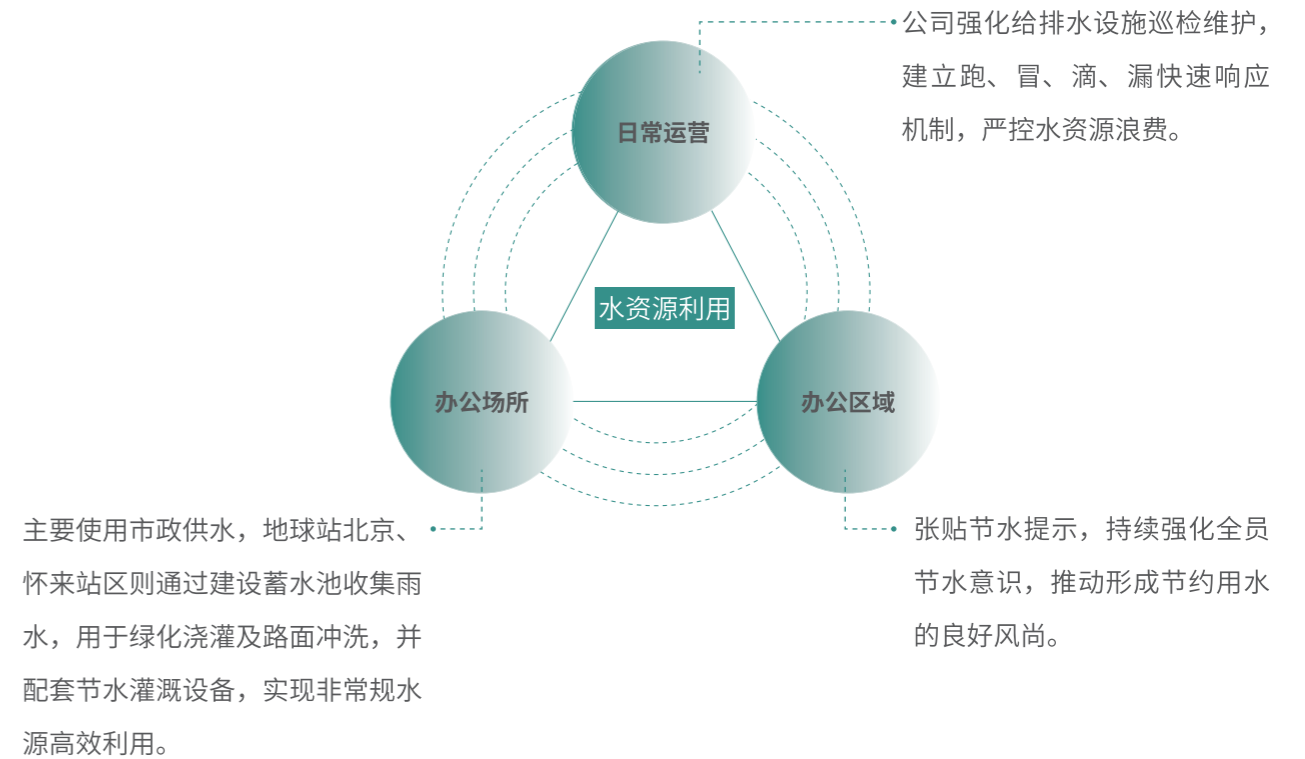 公司强化给排水设施巡检维护，
建立跑、冒、滴、漏快速响应
机制，严控水资源浪费。
日常运营
水资源利用
办公场所
办公区域
主要使用市政供水，地球站北京、
怀来站区则通过建设蓄水池收集雨
水，用于绿化浇灌及路面冲洗，并
配套节水灌溉设备，实现非常规水
源高效利用。
张贴节水提示，持续强化全员
节水意识，推动形成节约用水
的良好风尚。